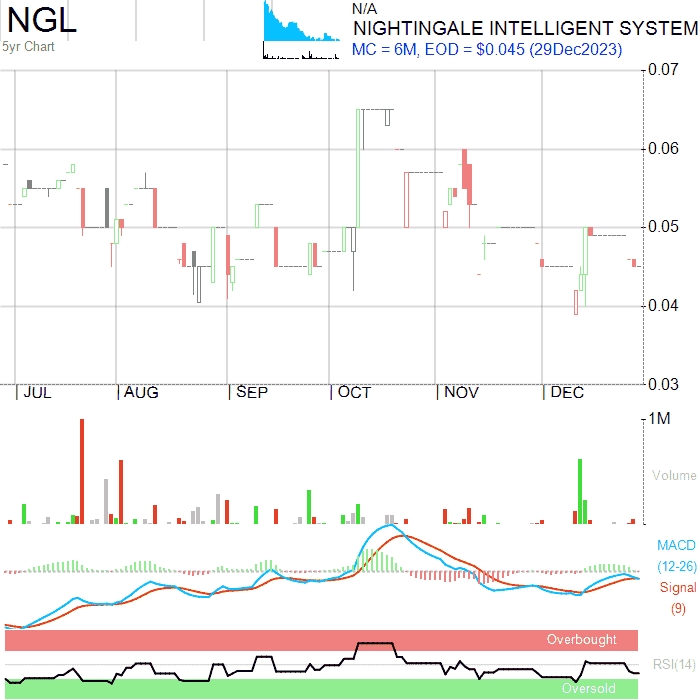 NGL
5yr Chart
N/A
NIGHTINGALE INTELLIGENT SYSTEM
MC = 6M, EOD = $0.045 (29Dec2023)
0.07
0.06
0.05
0.04
0.03
JUL AUG SEP OCT NOV DEC
1M
Volume
MACD
(12-26)
Signal
(9)
Overbought
RSI(14)
Oversold